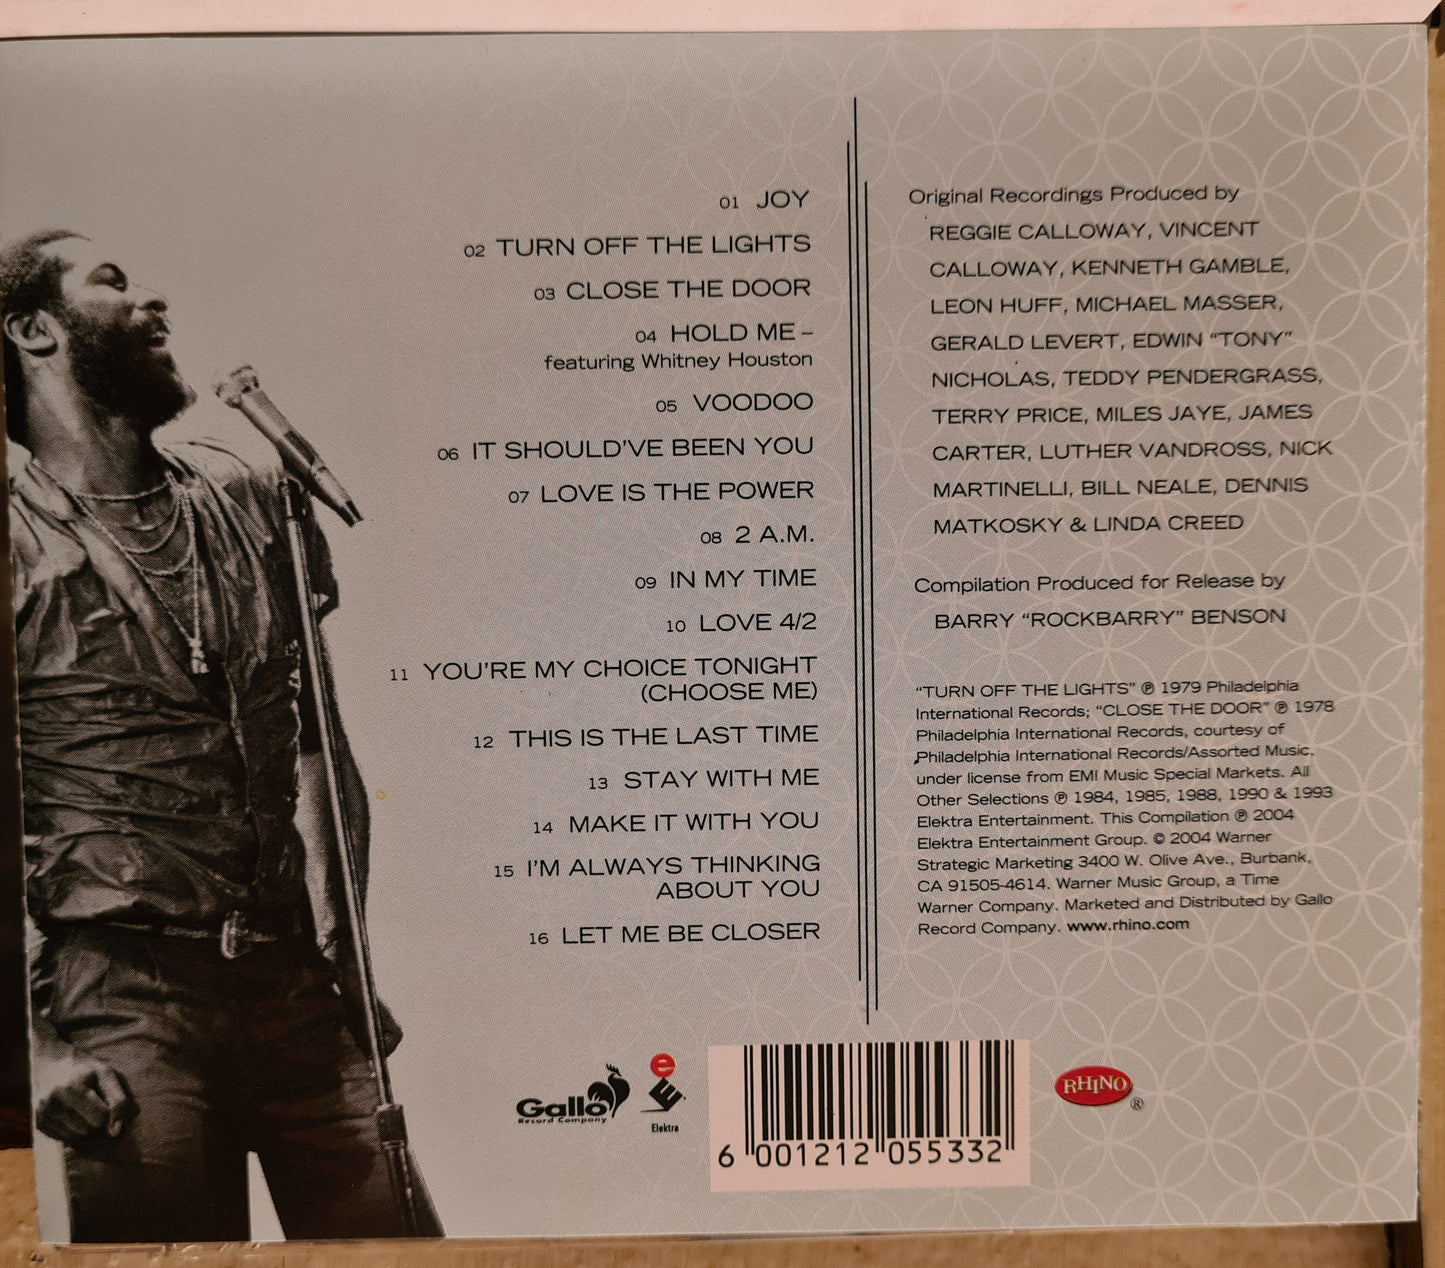 01 JOY
02 TURN OFF THE LIGHTS
03 CLOSE THE DOOR
04 HOLD ME –
featuring Whitney Houston
05 VOODOO
06 IT SHOULD'VE BEEN YOU
07 LOVE IS THE POWER
08 2 A.M.
09 IN MY TIME
10 LOVE 4/2
11 YOU'RE MY CHOICE TONIGHT
(CHOOSE ME)
12 THIS IS THE LAST TIME
13 STAY WITH ME
14 MAKE IT WITH YOU
15 I'M ALWAYS THINKING
ABOUT YOU
16 LET ME BE CLOSER
Original Recordings Produced by
REGGIE CALLOWAY, VINCENT
CALLOWAY, KENNETH GAMBLE,
LEON HUFF, MICHAEL MASSER,
GERALD LEVERT, EDWIN "TONY"
NICHOLAS, TEDDY PENDERGRASS,
TERRY PRICE, MILES JAYE, JAMES
CARTER, LUTHER VANDROSS, NICK
MARTINELLI, BILL NEALE, DENNIS
MATKOSKY & LINDA CREED
Compilation Produced for Release by
BARRY "ROCKBARRY" BENSON
"TURN OFF THE LIGHTS" ℗ 1979 Philadelphia
International Records; "CLOSE THE DOOR" ℗ 1978
Philadelphia International Records, courtesy of
Philadelphia International Records/Assorted Music,
under license from EMI Music Special Markets. All
Other Selections ℗ 1984, 1985, 1988, 1990 & 1993
Elektra Entertainment. This Compilation ℗ 2004
Elektra Entertainment Group. © 2004 Warner
Strategic Marketing 3400 W. Olive Ave., Burbank,
CA 91505-4614. Warner Music Group, a Time
Warner Company. Marketed and Distributed by Gallo
Record Company. www.rhino.com
Gallo
Record Company
e
E
Elektra
6 001212 055332
RHINO ®